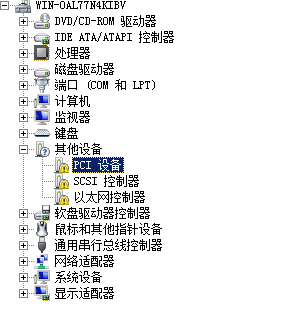 WIN-OAL77N4KIBV
DVD/CD-ROM 驱动器
IDE ATA/ATAPI 控制器
处理器
磁盘驱动器
端口 (COM 和 LPT)
计算机
监视器
键盘
其他设备
PCI 设备
SCSI 控制器
以太网控制器
软盘驱动器控制器
鼠标和其他指针设备
通用串行总线控制器
网络适配器
系统设备
显示适配器